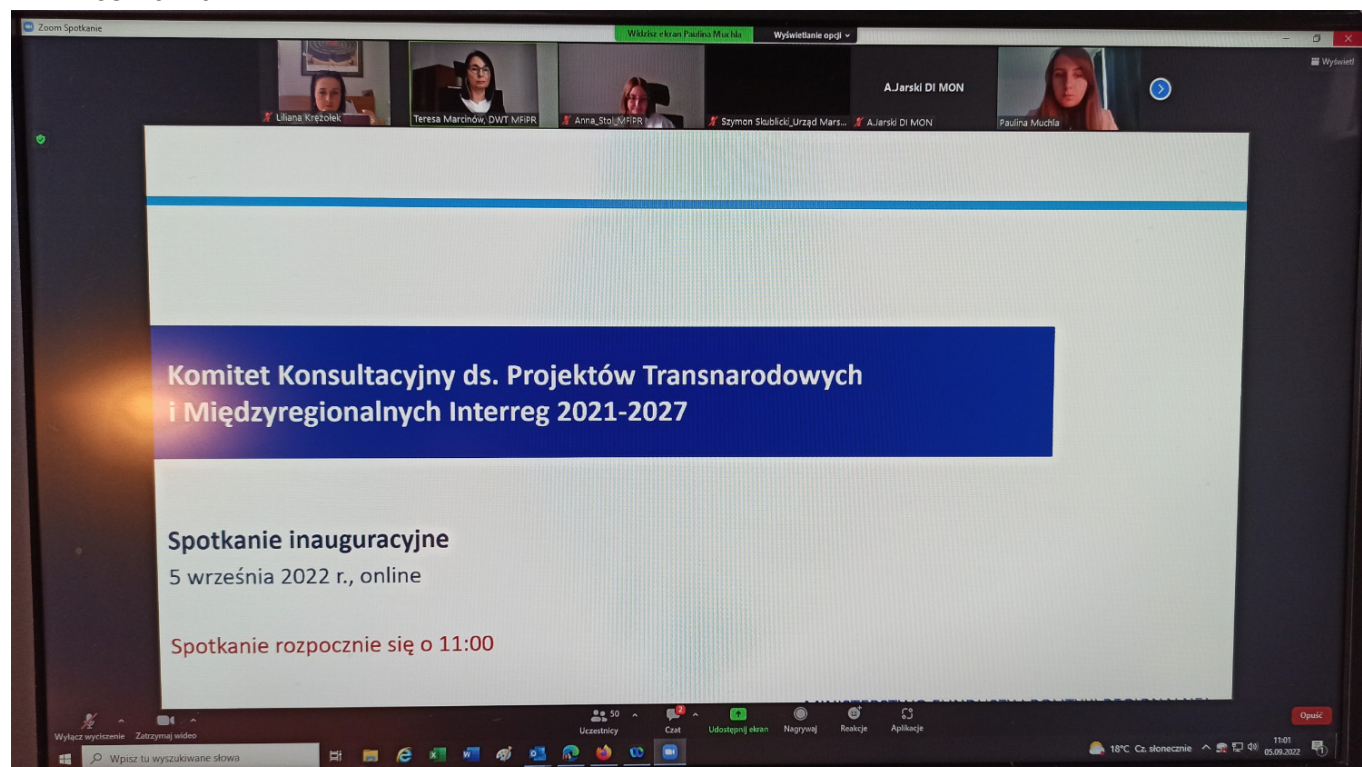 Zoom Spotkanie
Widzisz ekran Paulina Muchla
Wyświetlanie opcji
Wyświetl
A.Jarski DI MON
Liliana Krężołek
Teresa Marcinów, DWT MFiPR
Anna_Stol_MFiPR
Szymon Skublicki_Urząd Mars...
A.Jarski DI MON
Paulina Muchla
Komitet Konsultacyjny ds. Projektów Transnarodowych
i Międzyregionalnych Interreg 2021-2027
Spotkanie inauguracyjne
5 września 2022 r., online
Spotkanie rozpocznie się o 11:00
50
2
Wyłącz wyciszenie
Zatrzymaj wideo
Uczestnicy
Czat
Udostępnij ekran
Nagrywaj
Reakcje
Aplikacje
Opuść
Wpisz tu wyszukiwane słowa
18°C Cz. słonecznie
11:01
05.09.2022